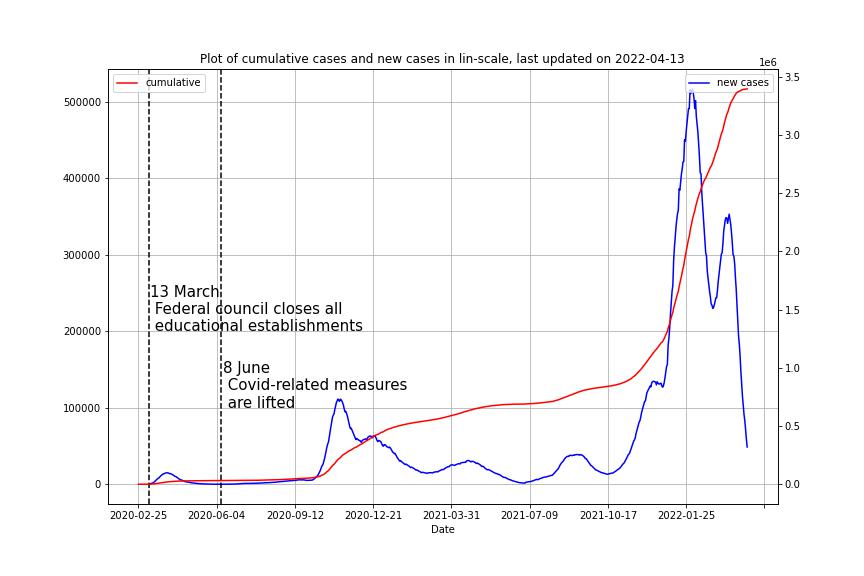 Plot of cumulative cases and new cases in lin-scale, last updated on 2022-04-13
1e6
cumulative
new cases
500000
400000
300000
200000
100000
0
3.5
3.0
2.5
2.0
1.5
1.0
0.5
0.0
13 March
Federal council closes all
educational establishments
8 June
Covid-related measures
are lifted
2020-02-25
2020-06-04
2020-09-12
2020-12-21
2021-03-31
2021-07-09
2021-10-17
2022-01-25
Date